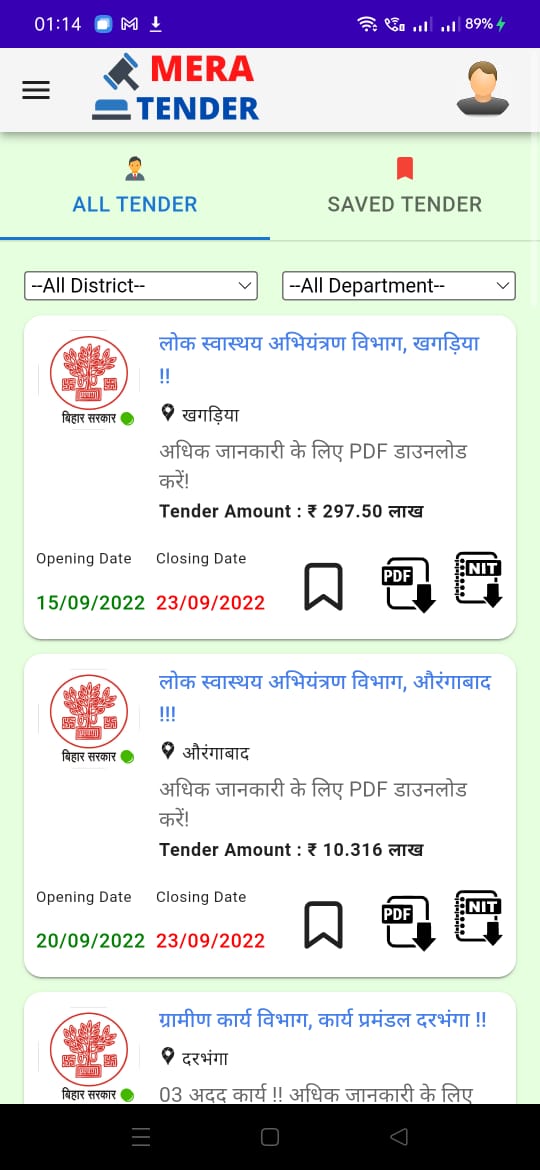 01:14
89%
MERA
TENDER
ALL TENDER
SAVED TENDER
--All District--
--All Department--
लोक स्वास्थय अभियंत्रण विभाग, खगड़िया
!!
खगड़िया
बिहार सरकार
अधिक जानकारी के लिए PDF डाउनलोड
करें!
Tender Amount : ₹ 297.50 लाख
Opening Date
Closing Date
15/09/2022
23/09/2022
PDF
NIT
लोक स्वास्थय अभियंत्रण विभाग, औरंगाबाद
!!!
औरंगाबाद
बिहार सरकार
अधिक जानकारी के लिए PDF डाउनलोड
करें!
Tender Amount : ₹ 10.316 लाख
Opening Date
Closing Date
20/09/2022
23/09/2022
PDF
NIT
ग्रामीण कार्य विभाग, कार्य प्रमंडल दरभंगा !!
दरभंगा
बिहार सरकार
03 अदद कार्य !! अधिक जानकारी के लिए